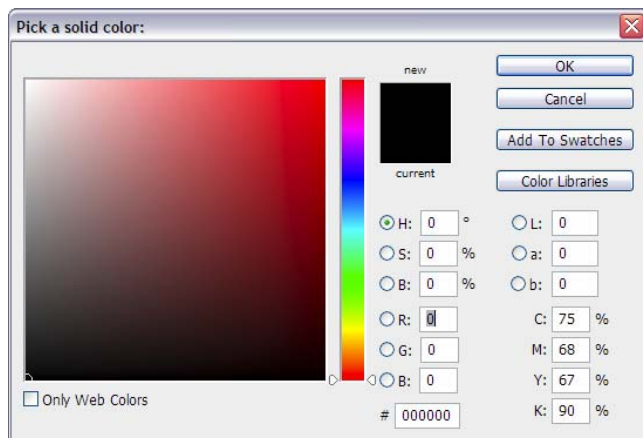 Pick a solid color:
new
current
OK
Cancel
Add To Swatches
Color Libraries
H: 0 °
S: 0 %
B: 0 %
R: 0
G: 0
B: 0
# 000000
L: 0
a: 0
b: 0
C: 75 %
M: 68 %
Y: 67 %
K: 90 %
Only Web Colors